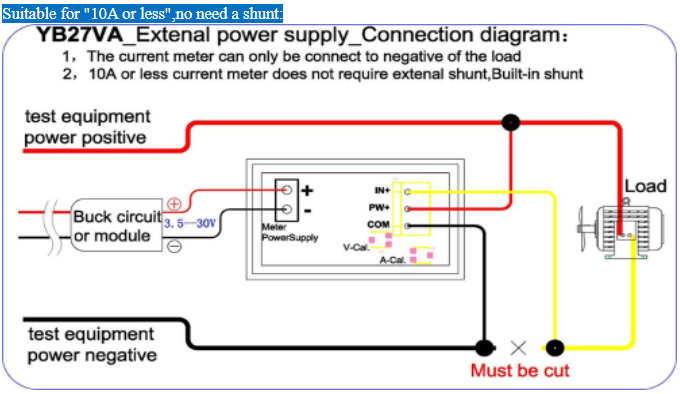 Suitable for "10A or less",no need a shunt:
YB27VA_Extenal power supply_Connection diagram:
1, The current meter can only be connect to negative of the load
2, 10A or less current meter does not require extenal shunt,Built-in shunt
test equipment
power positive
Load
IN+
PW+
COM
+
-
Meter
PowerSupply
V-Cal.
A-Cal.
Buck circuit
or module
+
3.5—30V
-
test equipment
power negative
Must be cut